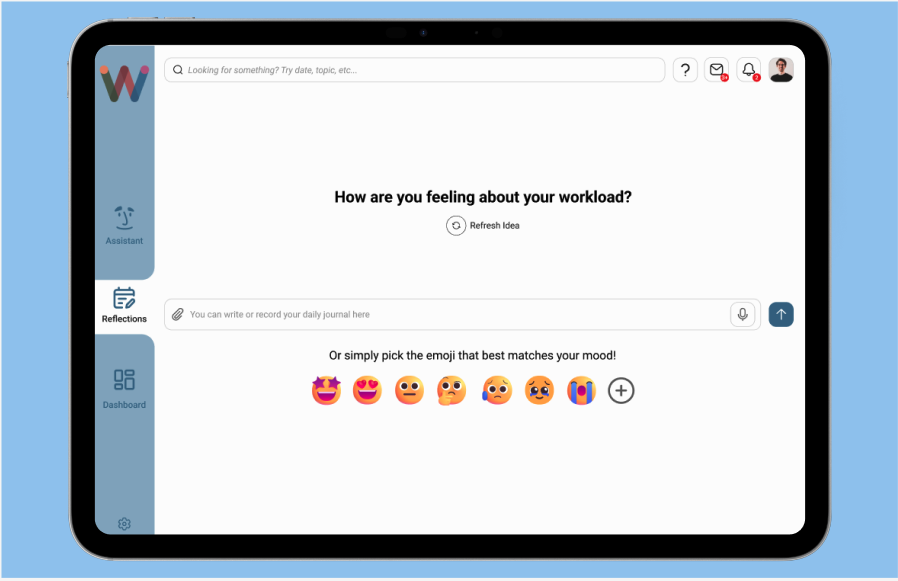 W
Looking for something? Try date, topic, etc...
?
9+
2
How are you feeling about your workload?
Refresh Idea
Assistant
Reflections
You can write or record your daily journal here
Or simply pick the emoji that best matches your mood!
Dashboard